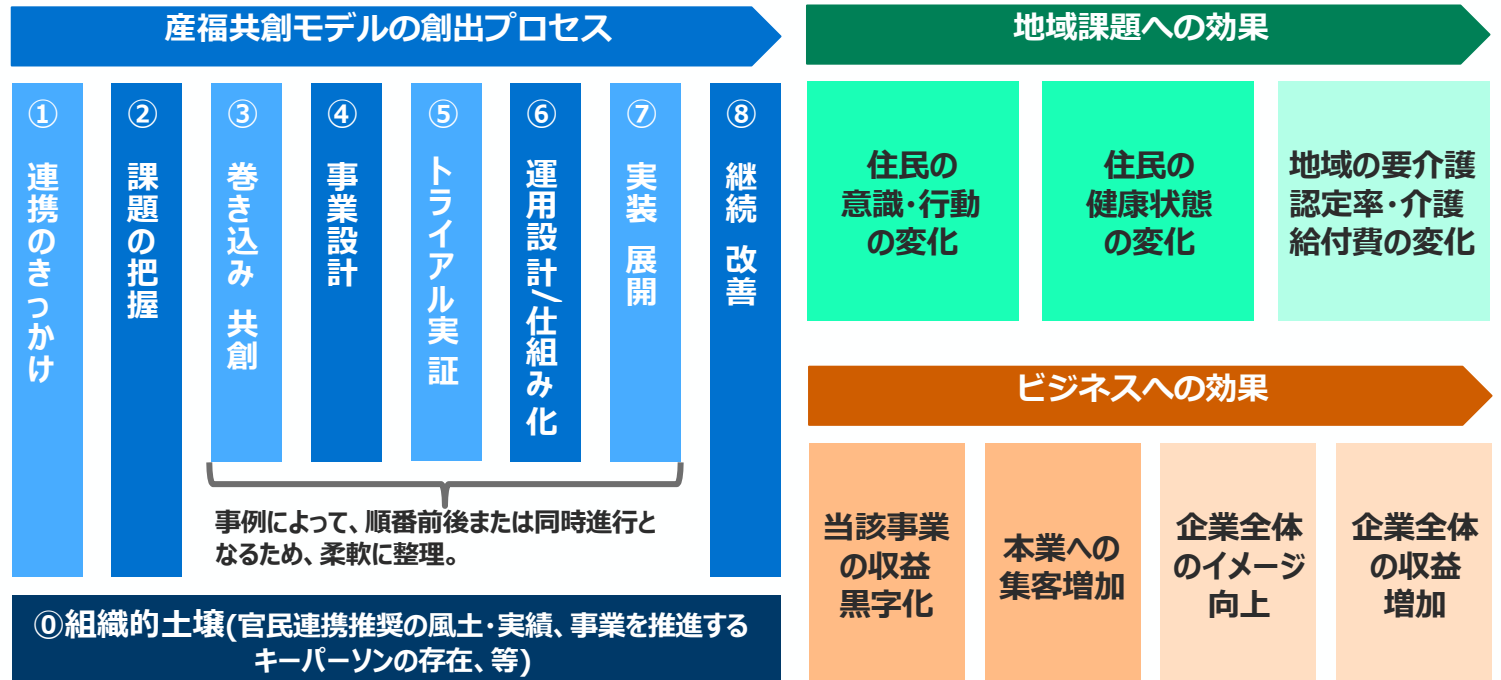 産福共創モデルの創出プロセス
①
連携のきっかけ
②
課題の把握
③
巻き込み 共創
④
事業設計
⑤
トライアル実 証
⑥
運用設計/仕組み 化
⑦
実装 展開
⑧
継続 改善
事例によって、順番前後または同時進行と
なるため、柔軟に整理。
⓪組織的土壌(官民連携推奨の風土・実績、事業を推進する
キーパーソンの存在、等)
地域課題への効果
住民の
意識・行動
の変化
住民の
健康状態
の変化
地域の要介護
認定率・介護
給付費の変化
ビジネスへの効果
当該事業
の収益
黒字化
本業への
集客増加
企業全体
のイメージ
向上
企業全体
の収益
増加